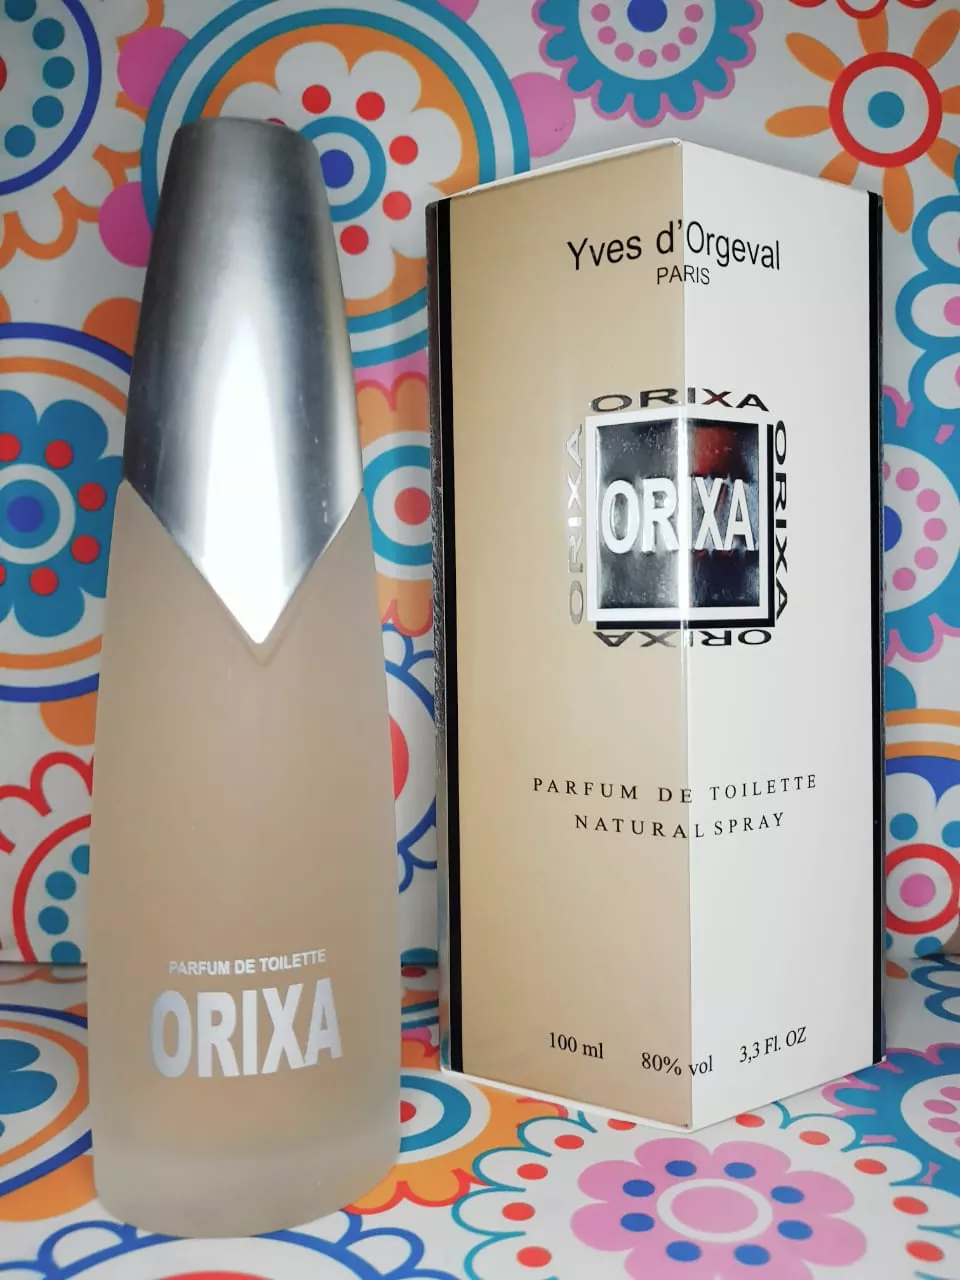 Yves d'Orgeval
PARIS
ORIXA
ORIXA
ORIXA
ORIXA
ORIXA
PARFUM DE TOILETTE
NATURAL SPRAY
100 ml 80% vol 3,3 Fl. OZ
PARFUM DE TOILETTE
ORIXA